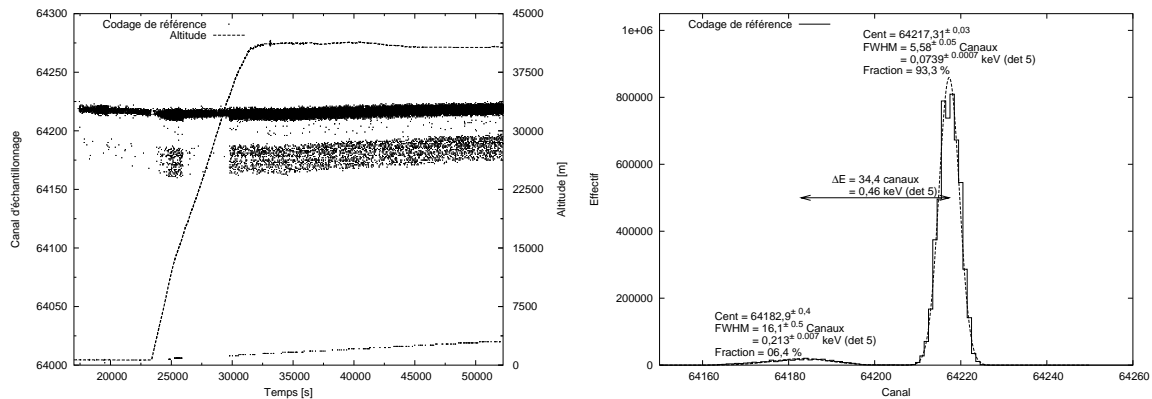 Codage de référence
Altitude
64300
64250
64200
64150
64100
64050
64000
Canal d'échantillonnage
45000
37500
30000
22500
15000
7500
0
Altitude [m]
20000 25000 30000 35000 40000 45000 50000
Temps [s]
Codage de référence
1e+06
800000
600000
400000
200000
0
Effectif
Cent = 64217,31± 0,03
FWHM = 5,58± 0.05 Canaux
= 0,0739± 0.0007 keV (det 5)
Fraction = 93,3 %
ΔE = 34,4 canaux
= 0,46 keV (det 5)
Cent = 64182,9± 0,4
FWHM = 16,1± 0.5 Canaux
= 0,213± 0.007 keV (det 5)
Fraction = 06,4 %
64160 64180 64200 64220 64240 64260
Canal